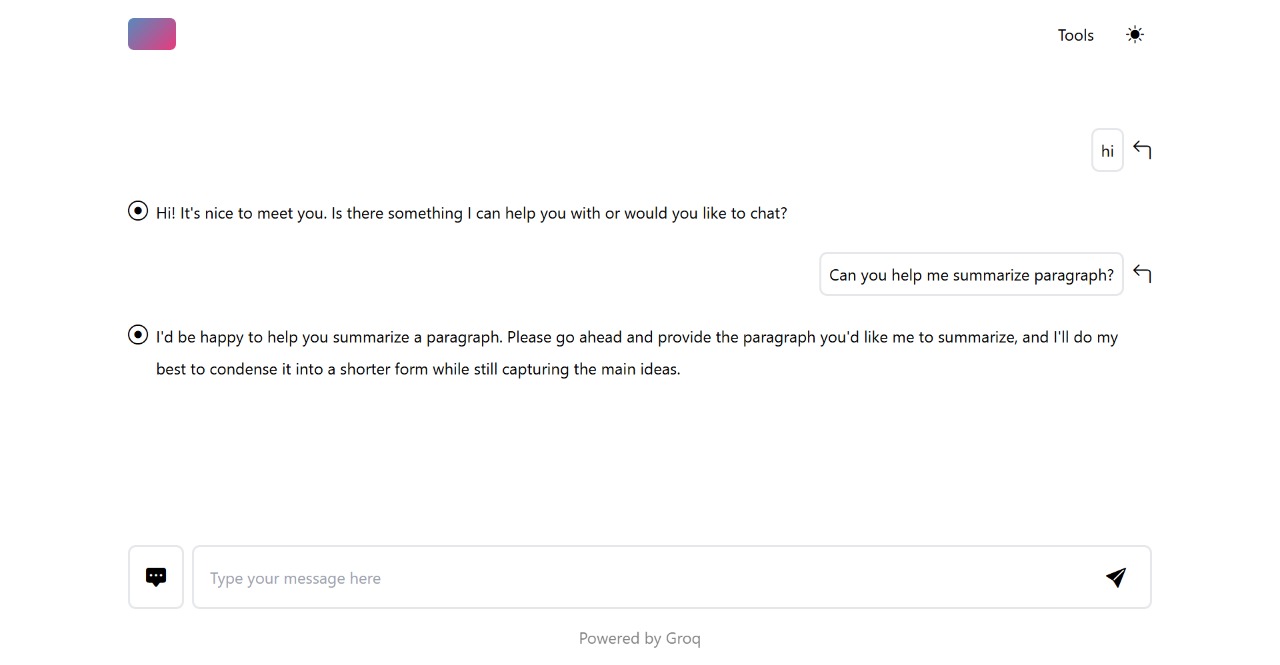 Tools
hi
Hi! It's nice to meet you. Is there something I can help you with or would you like to chat?
Can you help me summarize paragraph?
I'd be happy to help you summarize a paragraph. Please go ahead and provide the paragraph you'd like me to summarize, and I'll do my
best to condense it into a shorter form while still capturing the main ideas.
Type your message here
Powered by Groq